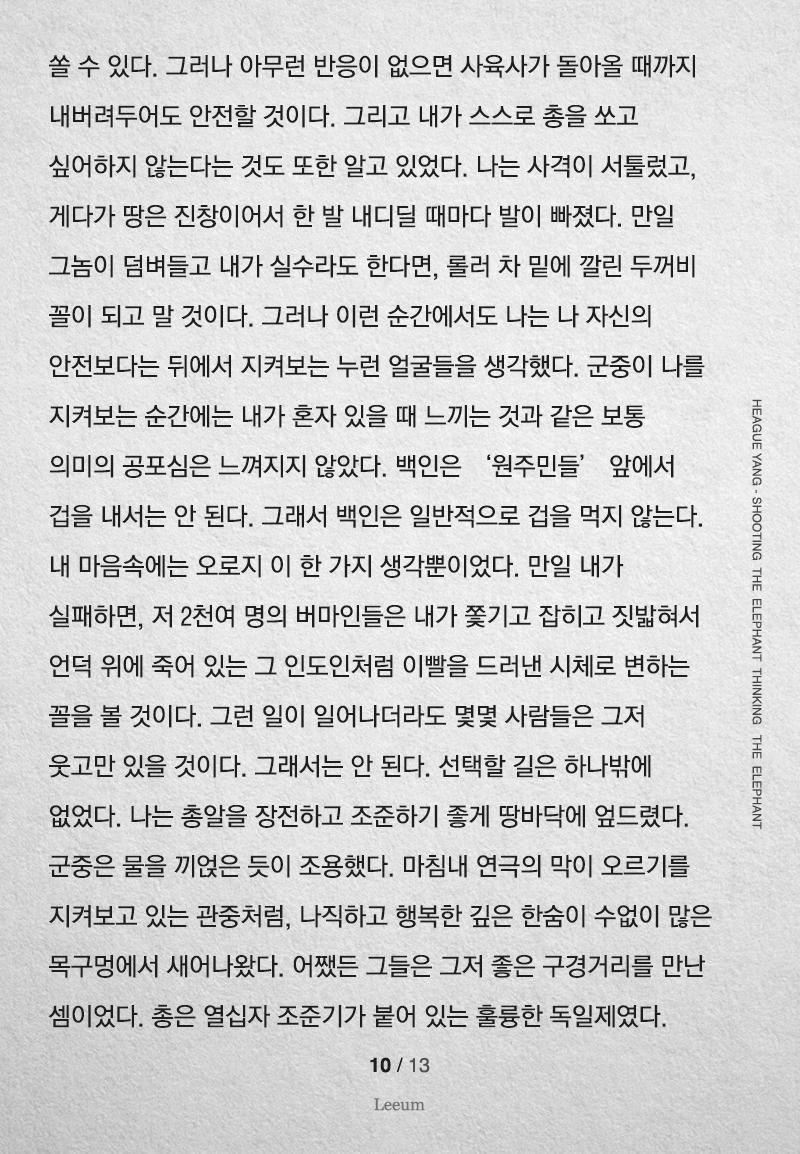 쏠 수 있다. 그러나 아무런 반응이 없으면 사육사가 돌아올 때까지
내버려두어도 안전할 것이다. 그리고 내가 스스로 총을 쏘고
싶어하지 않는다는 것도 또한 알고 있었다. 나는 사격이 서툴렀고,
게다가 땅은 진창이어서 한 발 내디딜 때마다 발이 빠졌다. 만일
그놈이 덤벼들고 내가 실수라도 한다면, 롤러 차 밑에 깔린 두꺼비
꼴이 되고 말 것이다. 그러나 이런 순간에서도 나는 나 자신의
안전보다는 뒤에서 지켜보는 누런 얼굴들을 생각했다. 군중이 나를
지켜보는 순간에는 내가 혼자 있을 때 느끼는 것과 같은 보통
의미의 공포심은 느껴지지 않았다. 백인은 ‘원주민들’ 앞에서
겁을 내서는 안 된다. 그래서 백인은 일반적으로 겁을 먹지 않는다.
내 마음속에는 오로지 이 한 가지 생각뿐이었다. 만일 내가
실패하면, 저 2천여 명의 버마인들은 내가 쫓기고 잡히고 짓밟혀서
언덕 위에 죽어 있는 그 인도인처럼 이빨을 드러낸 시체로 변하는
꼴을 볼 것이다. 그런 일이 일어나더라도 몇몇 사람들은 그저
웃고만 있을 것이다. 그래서는 안 된다. 선택할 길은 하나밖에
없었다. 나는 총알을 장전하고 조준하기 좋게 땅바닥에 엎드렸다.
군중은 물을 끼얹은 듯이 조용했다. 마침내 연극의 막이 오르기를
지켜보고 있는 관중처럼, 나직하고 행복한 깊은 한숨이 수없이 많은
목구멍에서 새어나왔다. 어쨌든 그들은 그저 좋은 구경거리를 만난
셈이었다. 총은 열십자 조준기가 붙어 있는 훌륭한 독일제였다.
HEAGUE YANG - SHOOTING THE ELEPHANT THINKING THE ELEPHANT
10 / 13
Leeum